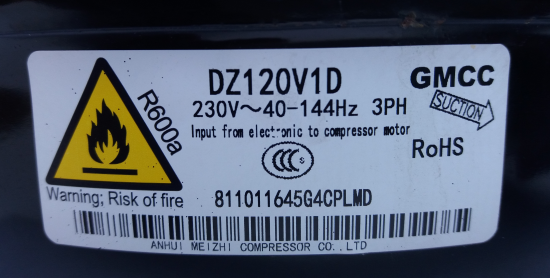 DZ120V1D
GMCC
230V～40-144Hz 3PH
SUCTION
R600a
Input from electronic to compressor motor
CCC
RoHS
Warning; Risk of fire
811011645G4CPLMD
ANHUI MEIZHI COMPRESSOR CO.,LTD